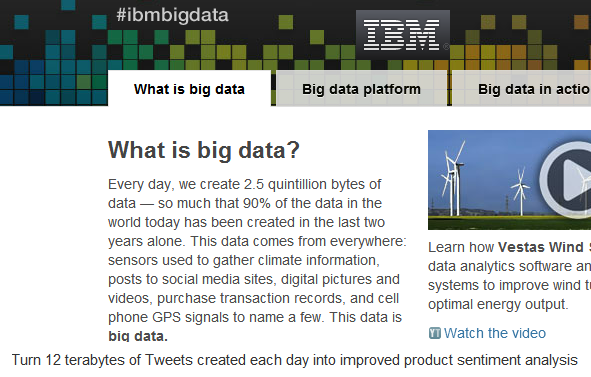 #ibmbigdata
IBM
What is big data
Big data platform
Big data in actio
What is big data?
Every day, we create 2.5 quintillion bytes of
data — so much that 90% of the data in the
world today has been created in the last two
years alone. This data comes from everywhere:
sensors used to gather climate information,
posts to social media sites, digital pictures and
videos, purchase transaction records, and cell
phone GPS signals to name a few. This data is
big data.
Learn how Vestas Wind S
data analytics software an
systems to improve wind tu
optimal energy output.
Watch the video
Turn 12 terabytes of Tweets created each day into improved product sentiment analysis